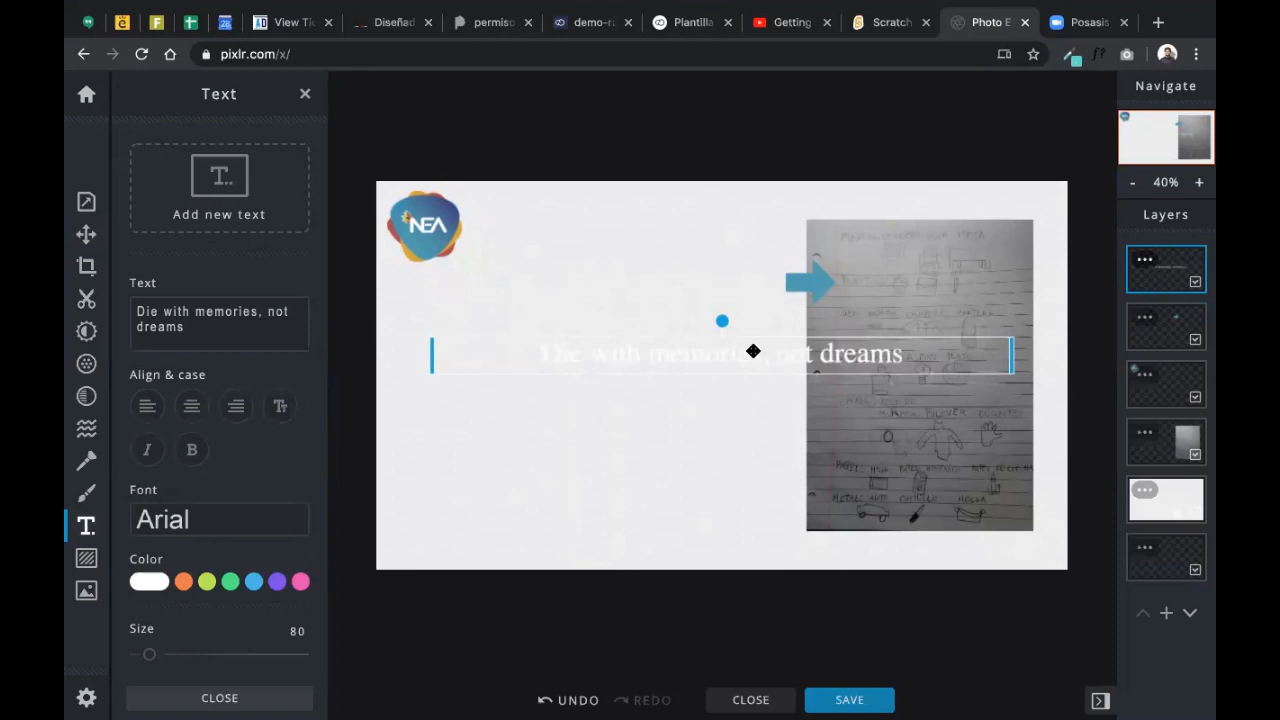 View Tic
Diseñad
permiso
demo-ru
Plantilla
Getting
Scratch
Photo E
Posasis
pixlr.com/x/
f?
Text
Navigate
Add new text
40%
Layers
Text
Die with memories, not
dreams
Align & case
Font
Arial
Color
Size
80
CLOSE
NEA
Die with memories, not dreams
UNDO
REDO
CLOSE
SAVE